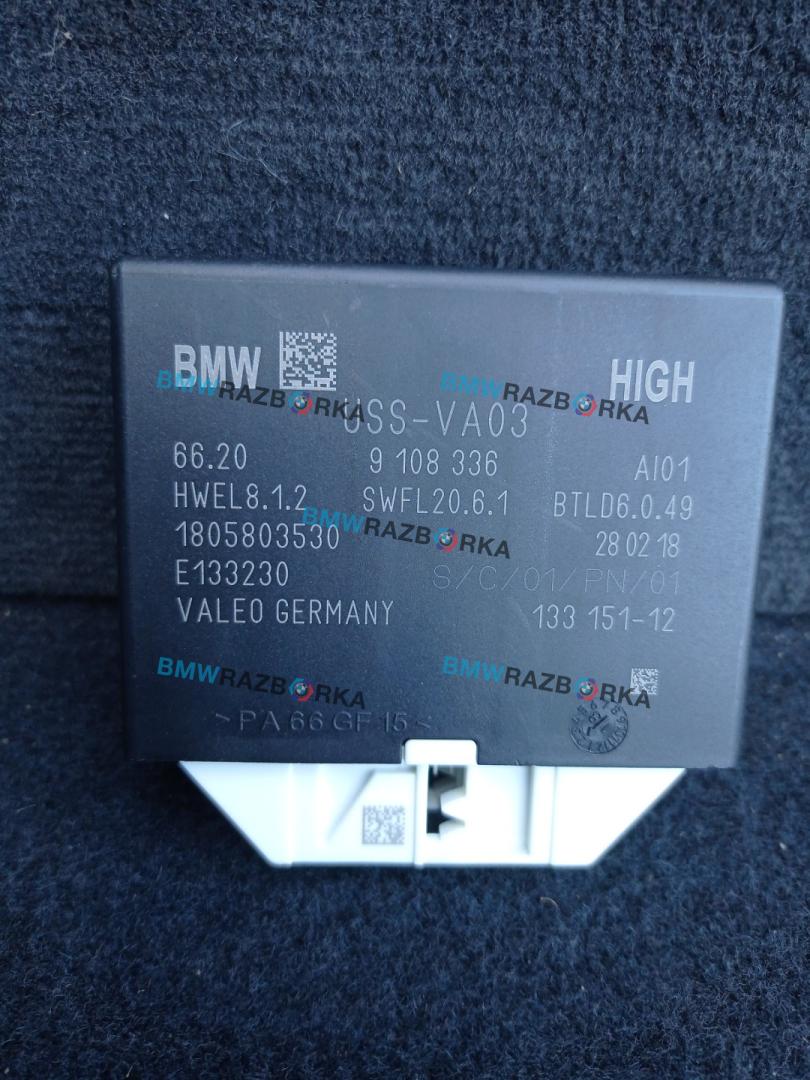 BMW HIGH
BMWRAZBORKA BMWRAZBORKA
USS-VA03
66.20 9 108 336 AI01
HWEL8.1.2 SWFL20.6.1 BTLD6.0.49
BMWRAZBORKA
1805803530 28 02 18
E133230 S/C/01/PN/01
VALEO GERMANY 133 151-12
BMWRAZBORKA BMWRAZBORKA
>PA 66 GF 15<